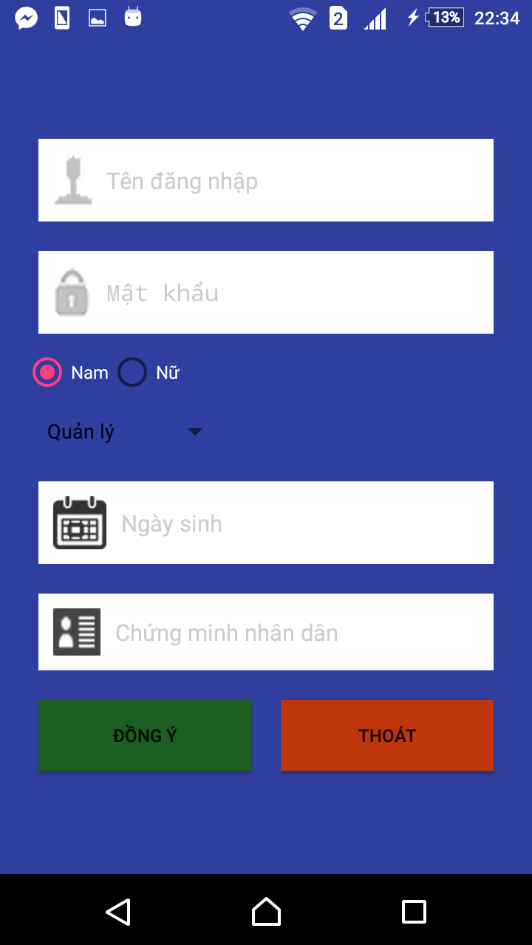 2 13% 22:34
Tên đăng nhập
Mật khẩu
Nam Nữ
Quản lý
Ngày sinh
Chứng minh nhân dân
ĐỒNG Ý THOÁT